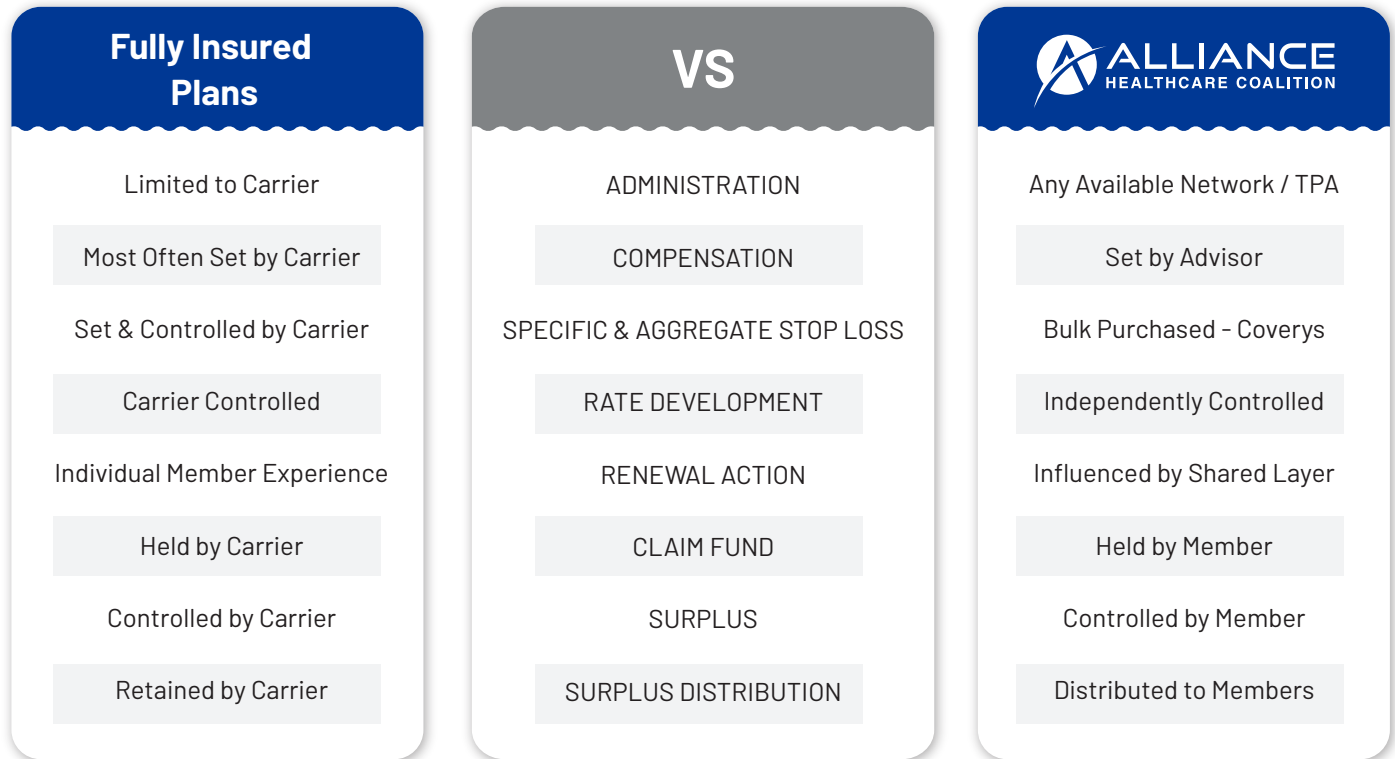 Fully Insured
Plans
VS
ALLIANCE
HEALTHCARE COALITION
Limited to Carrier
ADMINISTRATION
Any Available Network / TPA
Most Often Set by Carrier
COMPENSATION
Set by Advisor
Set & Controlled by Carrier
SPECIFIC & AGGREGATE STOP LOSS
Bulk Purchased - Coverys
Carrier Controlled
RATE DEVELOPMENT
Independently Controlled
Individual Member Experience
RENEWAL ACTION
Influenced by Shared Layer
Held by Carrier
CLAIM FUND
Held by Member
Controlled by Carrier
SURPLUS
Controlled by Member
Retained by Carrier
SURPLUS DISTRIBUTION
Distributed to Members